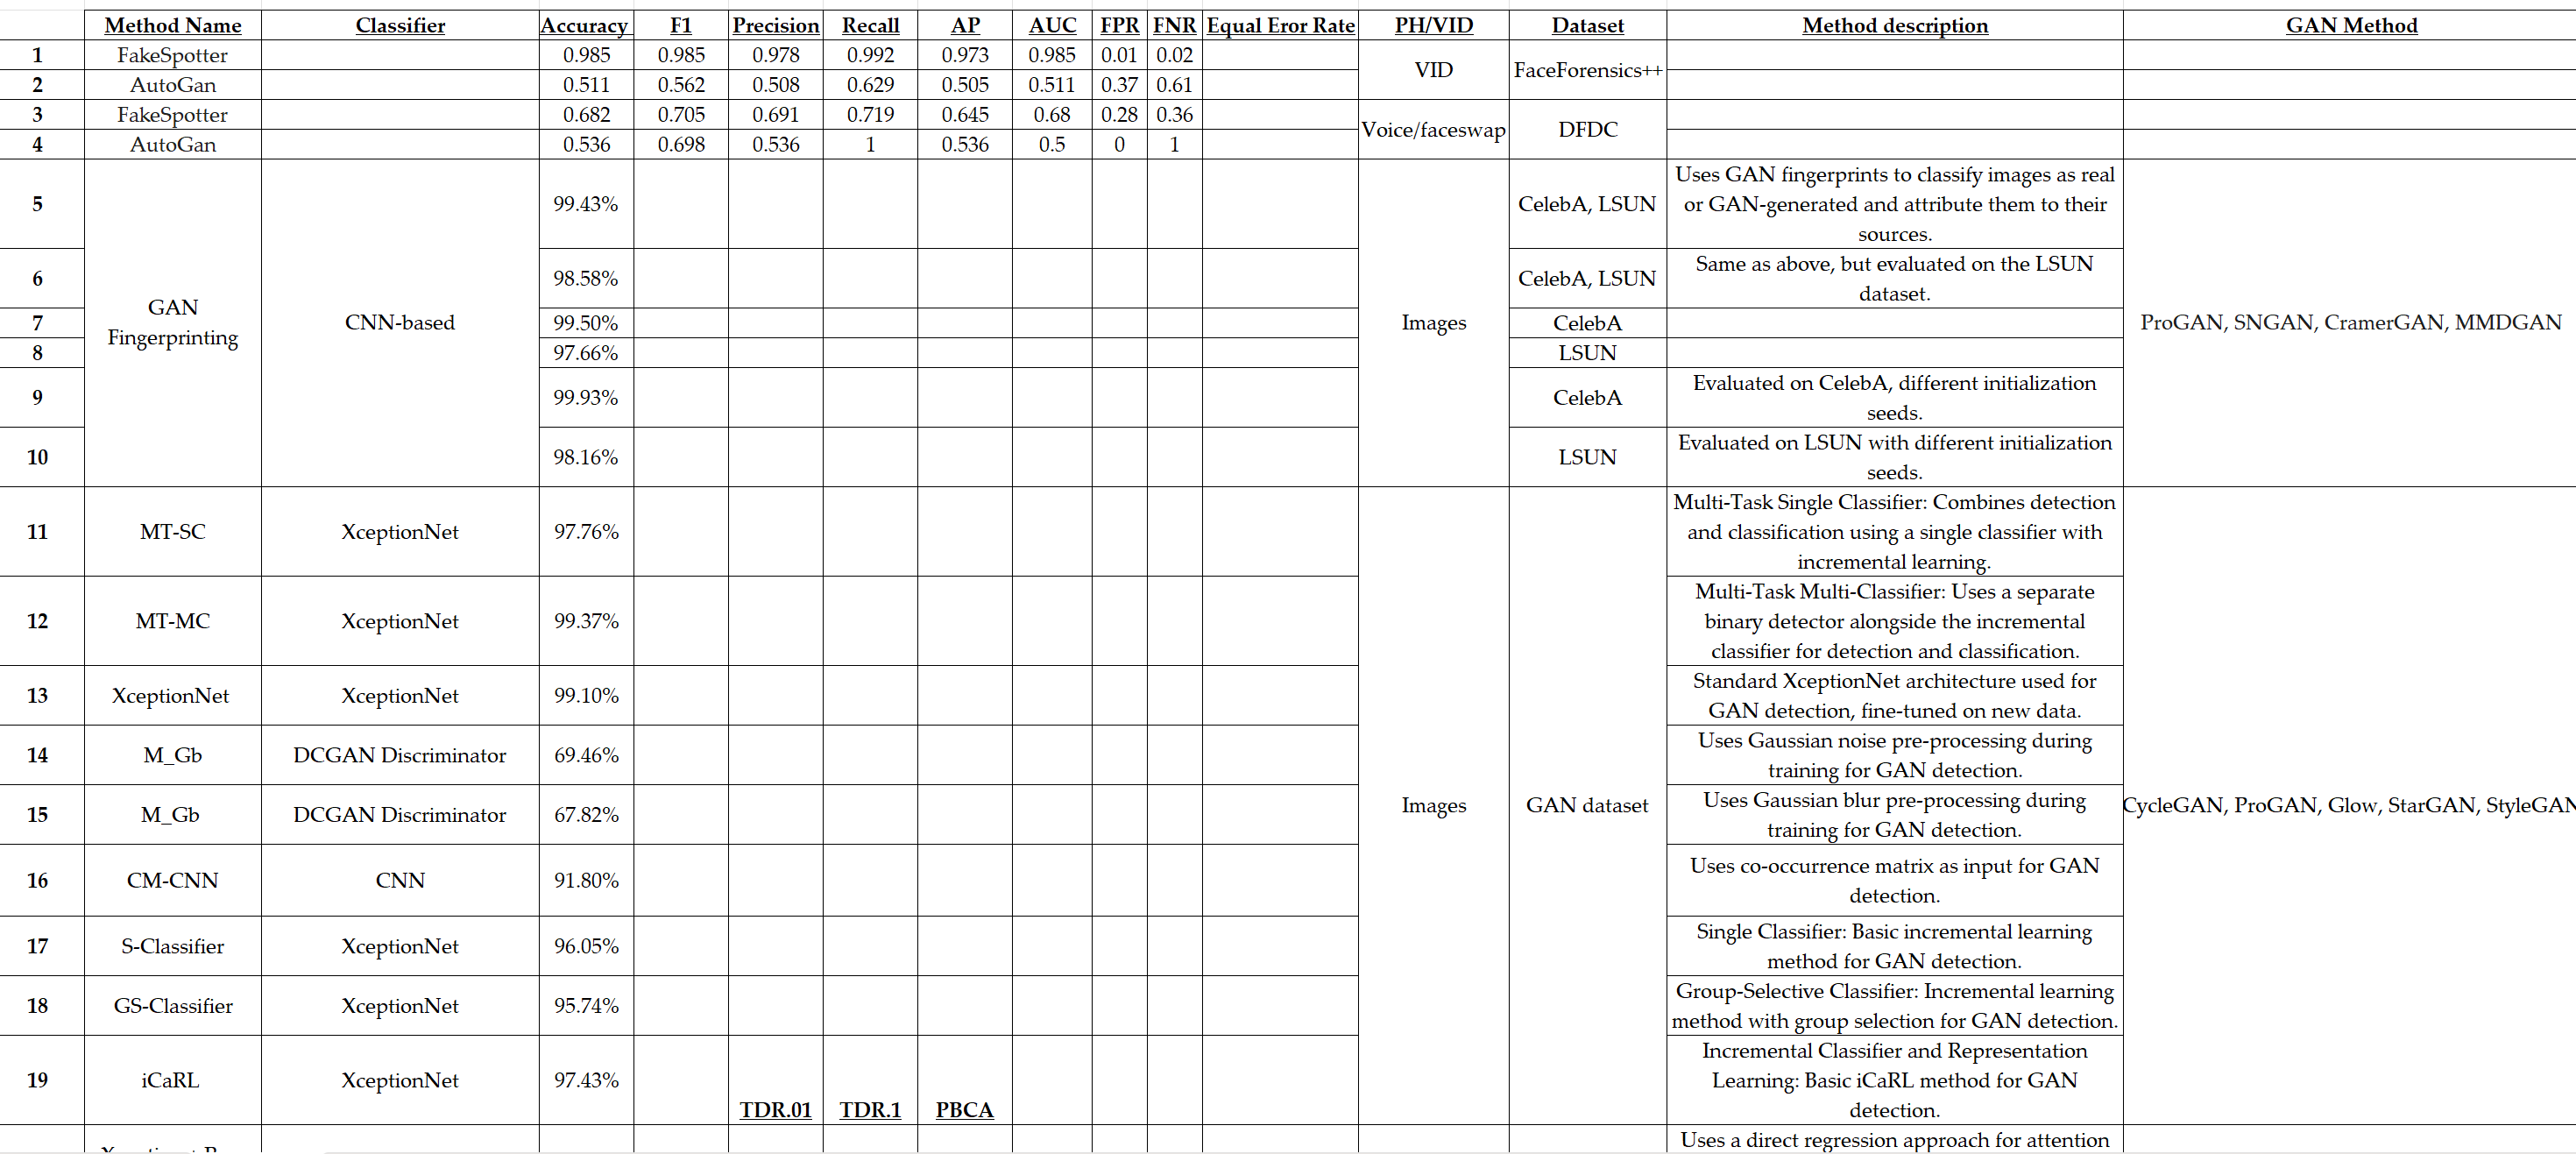 Method Name Classifier Accuracy F1 Precision Recall AP AUC FPR FNR Equal Eror Rate PH/VID Dataset Method description GAN Method
1 FakeSpotter 0.985 0.985 0.978 0.992 0.973 0.985 0.01 0.02
VID FaceForensics++
2 AutoGan 0.511 0.562 0.508 0.629 0.505 0.511 0.37 0.61
3 FakeSpotter 0.682 0.705 0.691 0.719 0.645 0.68 0.28 0.36
Voice/faceswap DFDC
4 AutoGan 0.536 0.698 0.536 1 0.536 0.5 0 1
Uses GAN fingerprints to classify images as real
5 99.43% CelebA, LSUN or GAN-generated and attribute them to their
sources.
6 98.58% CelebA, LSUN Same as above, but evaluated on the LSUN
dataset.
GAN
Fingerprinting
CNN-based
7 99.50% Images CelebA ProGAN, SNGAN, CramerGAN, MMDGAN
8 97.66% LSUN
9 99.93% CelebA Evaluated on CelebA, different initialization
seeds.
10 98.16% LSUN Evaluated on LSUN with different initialization
seeds.
Multi-Task Single Classifier: Combines detection
11 MT-SC XceptionNet 97.76% and classification using a single classifier with
incremental learning.
Multi-Task Multi-Classifier: Uses a separate
12 MT-MC XceptionNet 99.37% binary detector alongside the incremental
classifier for detection and classification.
13 XceptionNet XceptionNet 99.10% Standard XceptionNet architecture used for
GAN detection, fine-tuned on new data.
14 M_Gb DCGAN Discriminator 69.46% Uses Gaussian noise pre-processing during
training for GAN detection.
Images GAN dataset CycleGAN, ProGAN, Glow, StarGAN, StyleGAN
15 M_Gb DCGAN Discriminator 67.82% Uses Gaussian blur pre-processing during
training for GAN detection.
16 CM-CNN CNN 91.80% Uses co-occurrence matrix as input for GAN
detection.
17 S-Classifier XceptionNet 96.05% Single Classifier: Basic incremental learning
method for GAN detection.
18 GS-Classifier XceptionNet 95.74% Group-Selective Classifier: Incremental learning
method with group selection for GAN detection.
Incremental Classifier and Representation
19 iCaRL XceptionNet 97.43% Learning: Basic iCaRL method for GAN
detection.
TDR.01 TDR.1 PBCA
Uses a direct regression approach for attention